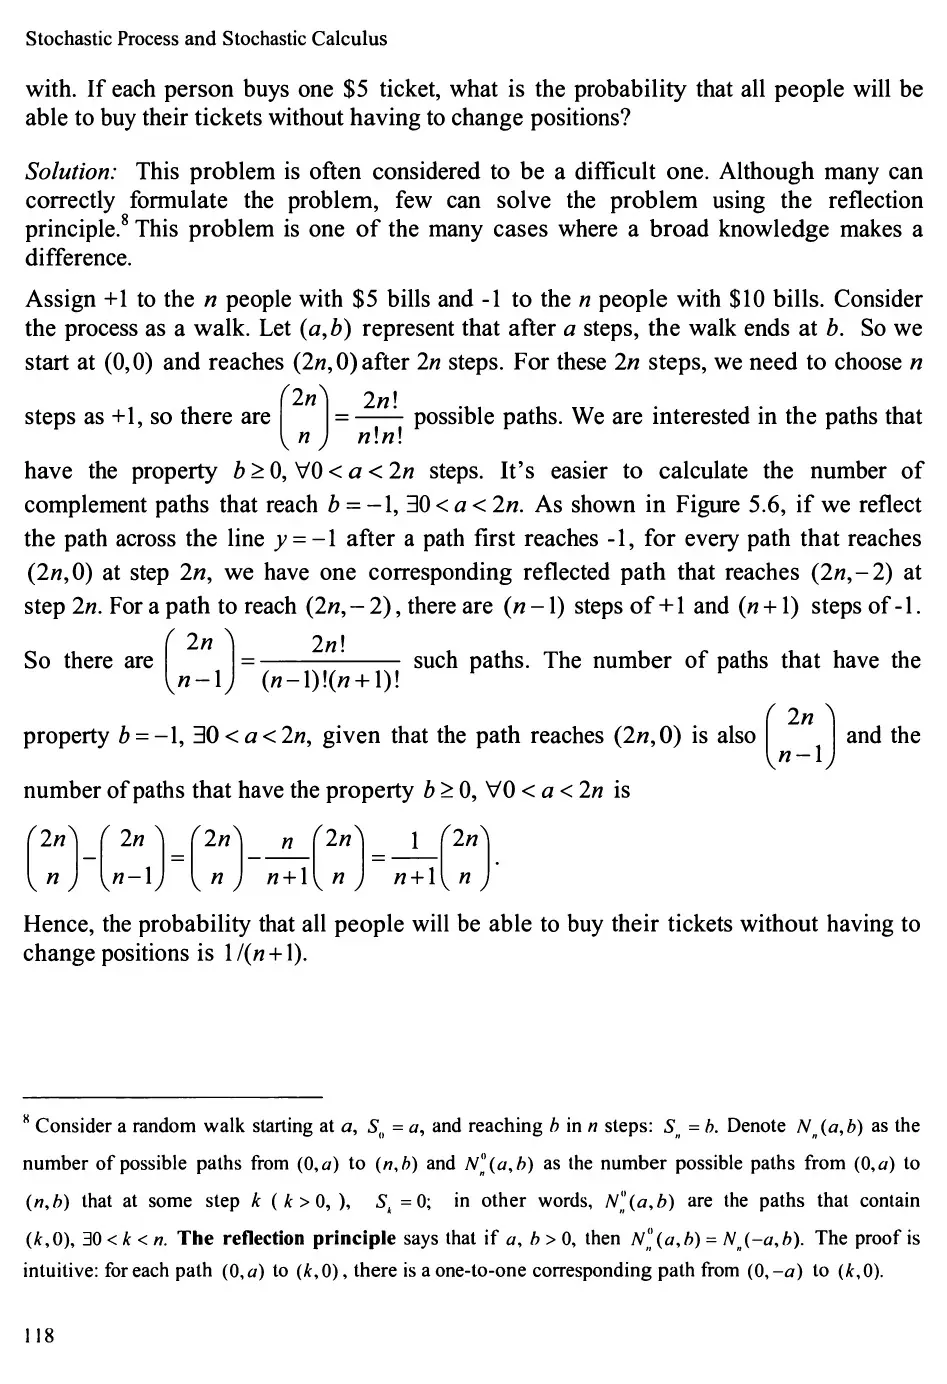 Stochastic Process and Stochastic Calculus
with. If each person buys one $5 ticket, what is the probability that all people will be
able to buy their tickets without having to change positions?
Solution: This problem is often considered to be a difficult one. Although many can
correctly formulate the problem, few can solve the problem using the reflection
principle.⁸ This problem is one of the many cases where a broad knowledge makes a
difference.
Assign +1 to the n people with $5 bills and -1 to the n people with $10 bills. Consider
the process as a walk. Let (a,b) represent that after a steps, the walk ends at b. So we
start at (0,0) and reaches (2n,0) after 2n steps. For these 2n steps, we need to choose n
steps as +1, so there are \binom{2n}{n} = \frac{2n!}{n!n!} possible paths. We are interested in the paths that
have the property b ≥ 0, ∀0 < a < 2n steps. It's easier to calculate the number of
complement paths that reach b = −1, ∃0 < a < 2n. As shown in Figure 5.6, if we reflect
the path across the line y = −1 after a path first reaches -1, for every path that reaches
(2n,0) at step 2n, we have one corresponding reflected path that reaches (2n,−2) at
step 2n. For a path to reach (2n,−2), there are (n−1) steps of +1 and (n+1) steps of -1.
So there are \binom{2n}{n-1} = \frac{2n!}{(n-1)!(n+1)!} such paths. The number of paths that have the
property b = −1, ∃0 < a < 2n, given that the path reaches (2n,0) is also \binom{2n}{n-1} and the
number of paths that have the property b ≥ 0, ∀0 < a < 2n is
\binom{2n}{n} - \binom{2n}{n-1} = \binom{2n}{n} - \frac{n}{n+1}\binom{2n}{n} = \frac{1}{n+1}\binom{2n}{n}.
Hence, the probability that all people will be able to buy their tickets without having to
change positions is 1/(n+1).
⁸ Consider a random walk starting at a, S₀ = a, and reaching b in n steps: Sₙ = b. Denote Nₙ(a,b) as the
number of possible paths from (0,a) to (n,b) and Nₙ⁰(a,b) as the number possible paths from (0,a) to
(n,b) that at some step k ( k > 0, ), Sₖ = 0; in other words, Nₙ⁰(a,b) are the paths that contain
(k,0), ∃0 < k < n. The reflection principle says that if a, b > 0, then Nₙ⁰(a,b) = Nₙ(−a,b). The proof is
intuitive: for each path (0,a) to (k,0), there is a one-to-one corresponding path from (0,−a) to (k,0).
118